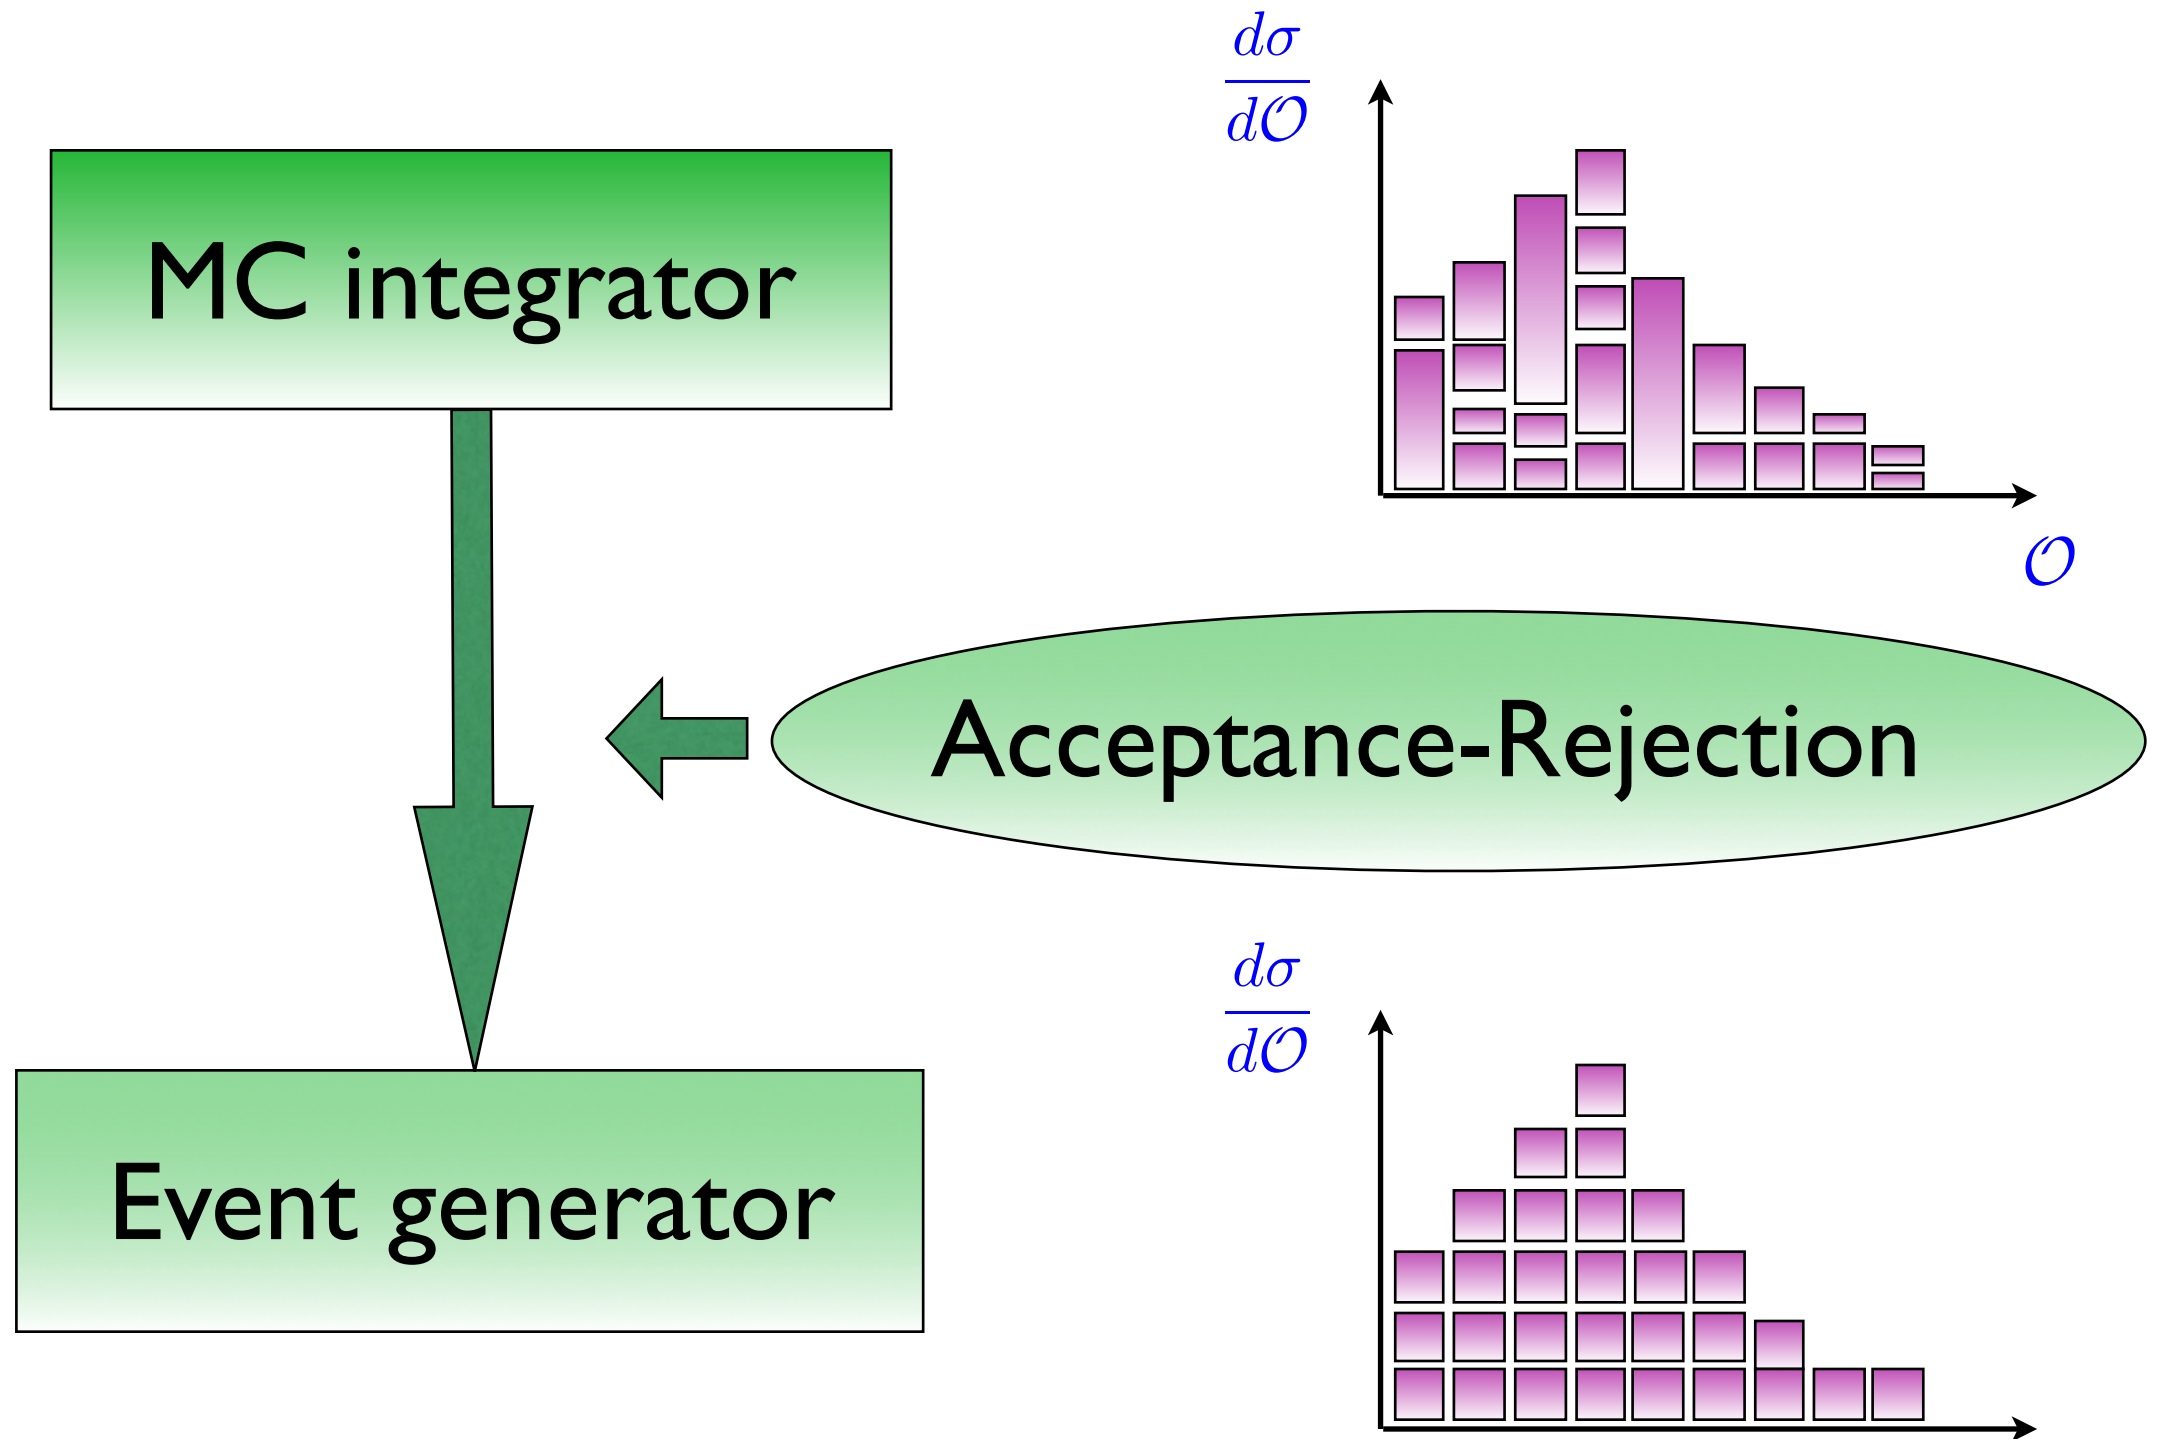 dσ
d𝒪
MC integrator
𝒪
Acceptance-Rejection
dσ
d𝒪
Event generator